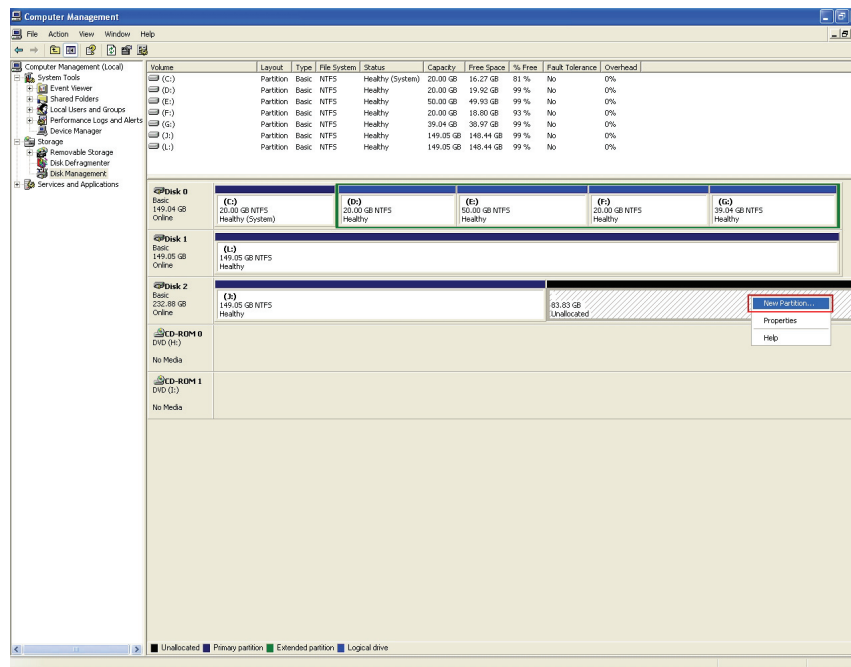 Computer Management
File Action View Window Help
Computer Management (Local)
System Tools
Event Viewer
Shared Folders
Local Users and Groups
Performance Logs and Alerts
Device Manager
Storage
Removable Storage
Disk Defragmenter
Disk Management
Services and Applications
Volume Layout Type File System Status Capacity Free Space % Free Fault Tolerance Overhead
(C:) Partition Basic NTFS Healthy (System) 20.00 GB 16.27 GB 81 % No 0%
(D:) Partition Basic NTFS Healthy 20.00 GB 19.92 GB 99 % No 0%
(E:) Partition Basic NTFS Healthy 50.00 GB 49.93 GB 99 % No 0%
(F:) Partition Basic NTFS Healthy 20.00 GB 18.80 GB 93 % No 0%
(G:) Partition Basic NTFS Healthy 39.04 GB 38.97 GB 99 % No 0%
(J:) Partition Basic NTFS Healthy 149.05 GB 148.44 GB 99 % No 0%
(L:) Partition Basic NTFS Healthy 149.05 GB 148.44 GB 99 % No 0%
Disk 0
Basic
149.04 GB
Online
(C:)
20.00 GB NTFS
Healthy (System)
(D:)
20.00 GB NTFS
Healthy
(E:)
50.00 GB NTFS
Healthy
(F:)
20.00 GB NTFS
Healthy
(G:)
39.04 GB NTFS
Healthy
Disk 1
Basic
149.05 GB
Online
(L:)
149.05 GB NTFS
Healthy
Disk 2
Basic
232.88 GB
Online
(J:)
149.05 GB NTFS
Healthy
83.83 GB
Unallocated
New Partition...
Properties
Help
CD-ROM 0
DVD (H:)
No Media
CD-ROM 1
DVD (I:)
No Media
Unallocated Primary partition Extended partition Logical drive